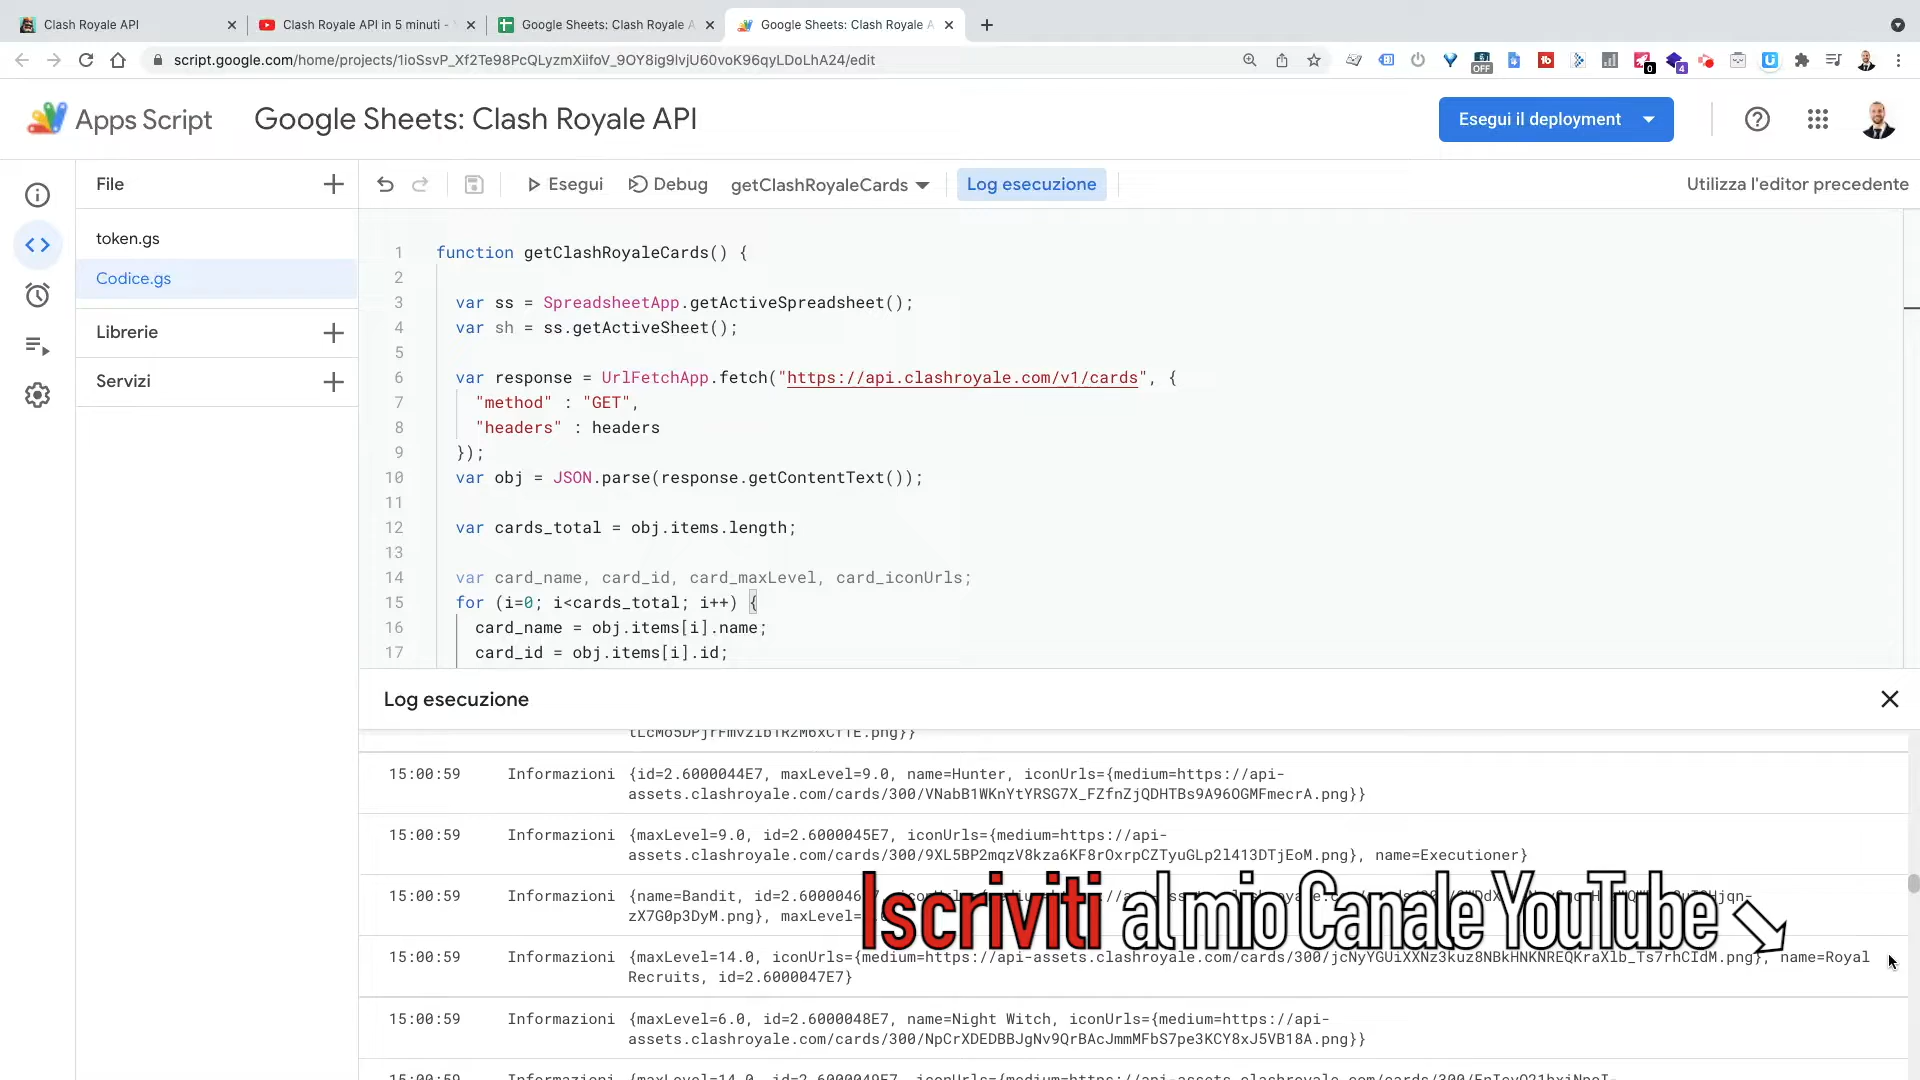 Clash Royale API
Clash Royale API in 5 minuti -
Google Sheets: Clash Royale A
Google Sheets: Clash Royale A
script.google.com/home/projects/1ioSsvP_Xf2Te98PcQLyzmXiifoV_9OY8ig9lvjU60voK96qyLDoLhA24/edit
OFF
0
4
Apps Script
Google Sheets: Clash Royale API
Esegui il deployment
File
Esegui
Debug
getClashRoyaleCards
Log esecuzione
Utilizza l'editor precedente
token.gs
Codice.gs
Librerie
Servizi
1 function getClashRoyaleCards() {
2
3 var ss = SpreadsheetApp.getActiveSpreadsheet();
4 var sh = ss.getActiveSheet();
5
6 var response = UrlFetchApp.fetch("https://api.clashroyale.com/v1/cards", {
7 "method" : "GET",
8 "headers" : headers
9 });
10 var obj = JSON.parse(response.getContentText());
11
12 var cards_total = obj.items.length;
13
14 var card_name, card_id, card_maxLevel, card_iconUrls;
15 for (i=0; i<cards_total; i++) {
16 card_name = obj.items[i].name;
17 card_id = obj.items[i].id;
Log esecuzione
15:00:59 Informazioni {id=2.6000044E7, maxLevel=9.0, name=Hunter, iconUrls={medium=https://api-
assets.clashroyale.com/cards/300/VNabB1WKnYtYRSG7X_FZfnZjQDHTBs9A96OGMFmecrA.png}}
15:00:59 Informazioni {maxLevel=9.0, id=2.6000045E7, iconUrls={medium=https://api-
assets.clashroyale.com/cards/300/9XL5BP2mqzV8kza6KF8rOxrpCZTyuGLp2l413DTjEoM.png}, name=Executioner}
15:00:59 Informazioni {name=Bandit,
zX7G0p3DyM.png},
Iscriviti al mio Canale YouTube
15:00:59 Informazioni {maxLevel=14.0, iconUrls={medium=https://api-assets.clashroyale.com/cards/300/jcNyYGUiXXNz3kuz8NBkHNKNREQKraXlb_Ts7rhCIdM.png}, name=Royal
Recruits, id=2.6000047E7}
15:00:59 Informazioni {maxLevel=6.0, id=2.6000048E7, name=Night Witch, iconUrls={medium=https://api-
assets.clashroyale.com/cards/300/NpCrXDEDBBJgNv9QrBAcJmmMFbS7pe3KCY8xJ5VB18A.png}}